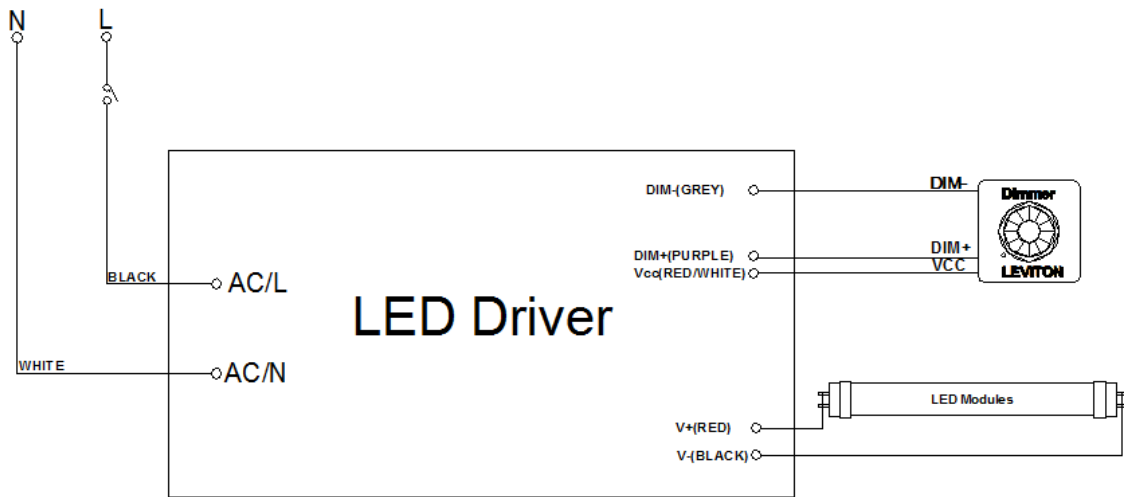 N L
DIM-(GREY) DIM-
Dimmer
DIM+(PURPLE) DIM+
Vcc(RED/WHITE) VCC
LEVITON
BLACK AC/L
LED Driver
WHITE AC/N
LED Modules
V+(RED)
V-(BLACK)